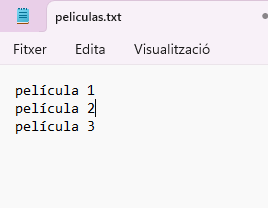 peliculas.txt
Fitxer Edita Visualització
película 1
película 2
película 3